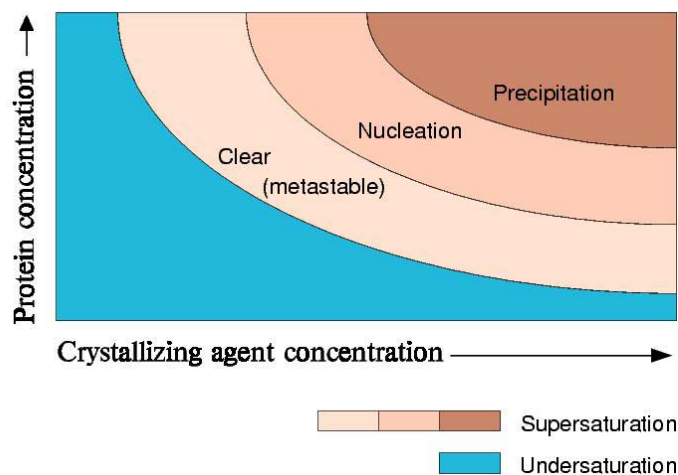 Protein concentration
Precipitation
Nucleation
Clear
(metastable)
Crystallizing agent concentration
Supersaturation
Undersaturation